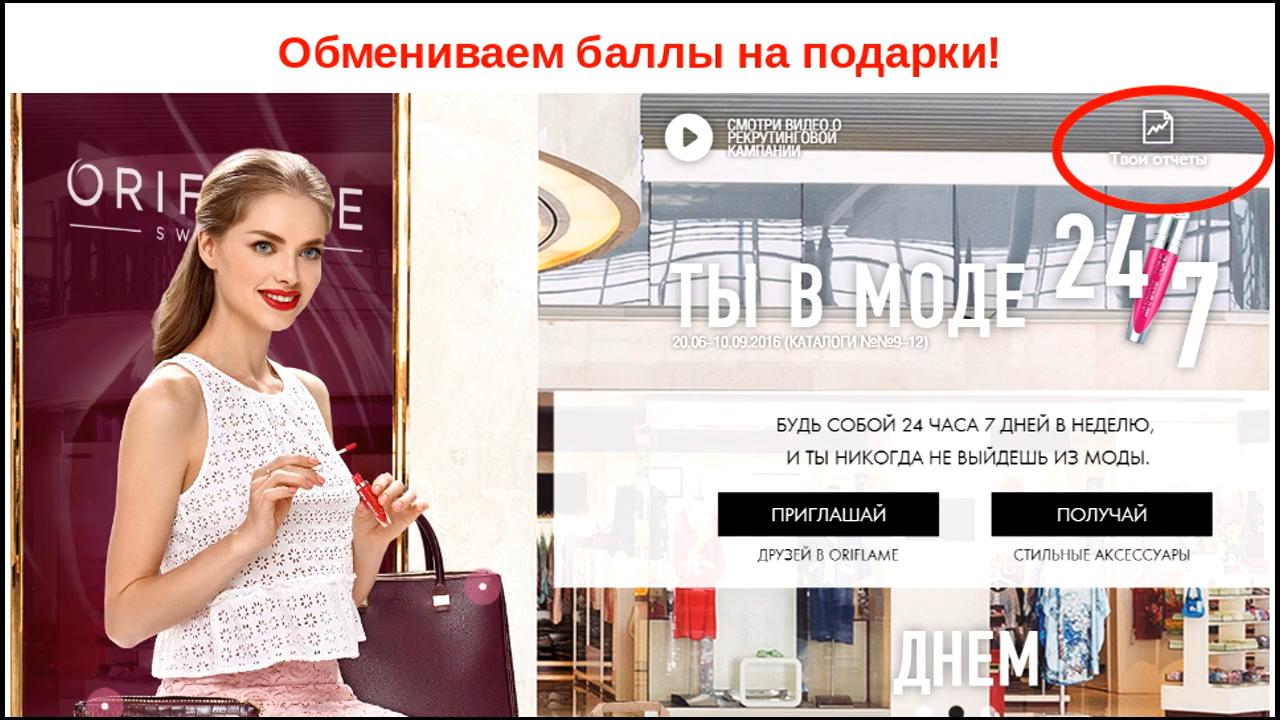 Обмениваем баллы на подарки!
СМОТРИ ВИДЕО О
РЕКРУТИНГОВОЙ
КАМПАНИИ
Твои отчеты
ORIF
E
SW
24/7
ТЫ В МОДЕ
20.06–10.09.2016 (КАТАЛОГИ №№9–12)
БУДЬ СОБОЙ 24 ЧАСА 7 ДНЕЙ В НЕДЕЛЮ,
И ТЫ НИКОГДА НЕ ВЫЙДЕШЬ ИЗ МОДЫ.
ПРИГЛАШАЙ
ПОЛУЧАЙ
ДРУЗЕЙ В ORIFLAME
СТИЛЬНЫЕ АКСЕССУАРЫ
ДНЕМ